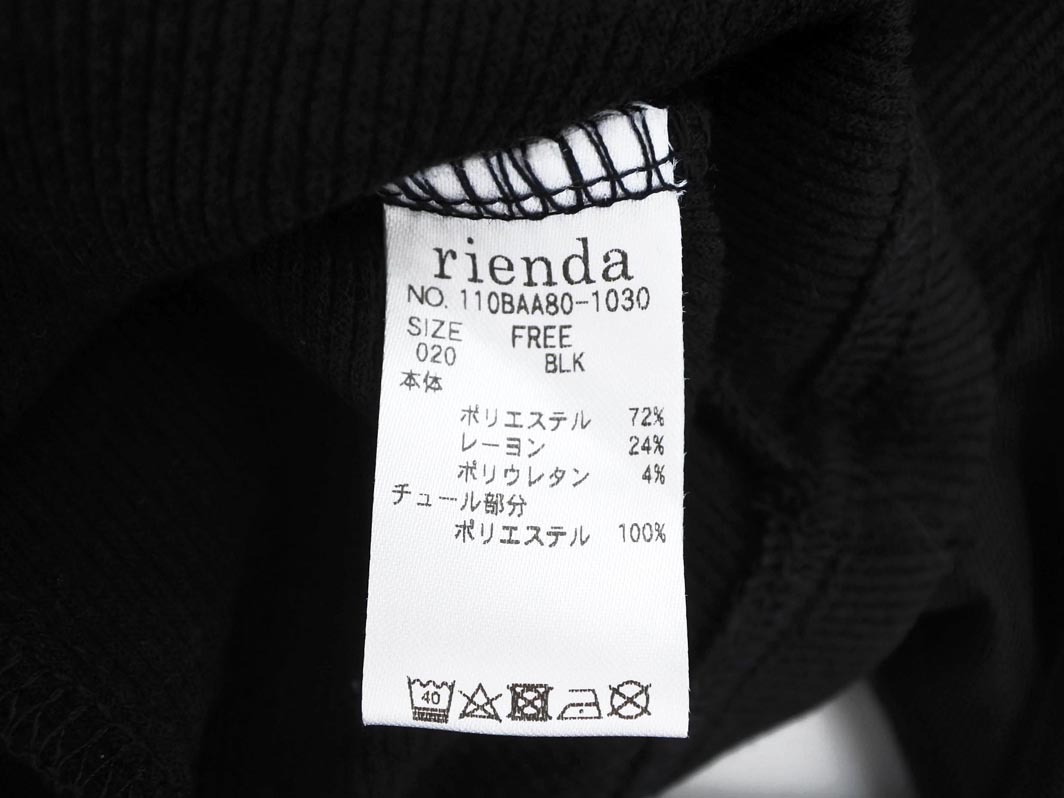 rienda
NO. 110BAA80-1030
SIZE FREE
020 BLK
本体
ポリエステル 72%
レーヨン 24%
ポリウレタン 4%
チュール部分
ポリエステル 100%
40